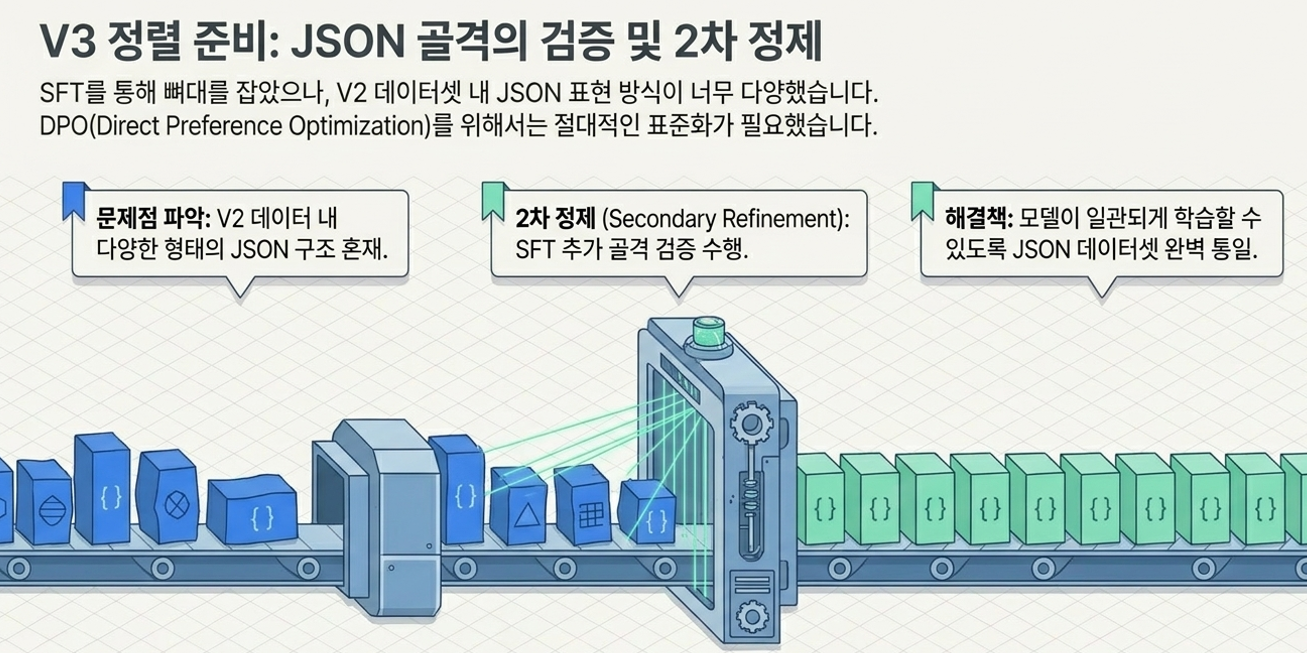 V3 정렬 준비: JSON 골격의 검증 및 2차 정제
SFT를 통해 뼈대를 잡았으나, V2 데이터셋 내 JSON 표현 방식이 너무 다양했습니다.
DPO(Direct Preference Optimization)를 위해서는 절대적인 표준화가 필요했습니다.
문제점 파악: V2 데이터 내
다양한 형태의 JSON 구조 혼재.
2차 정제 (Secondary Refinement):
SFT 추가 골격 검증 수행.
해결책: 모델이 일관되게 학습할 수
있도록 JSON 데이터셋 완벽 통일.
{} {} {} {} {} {} {} {} {} {} {} {} {}